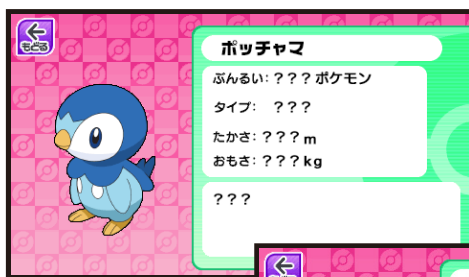 もどる
ポッチャマ
ぶんるい：？？？ポケモン
タイプ： ？？？
たかさ：？？？m
おもさ：？？？kg
？？？